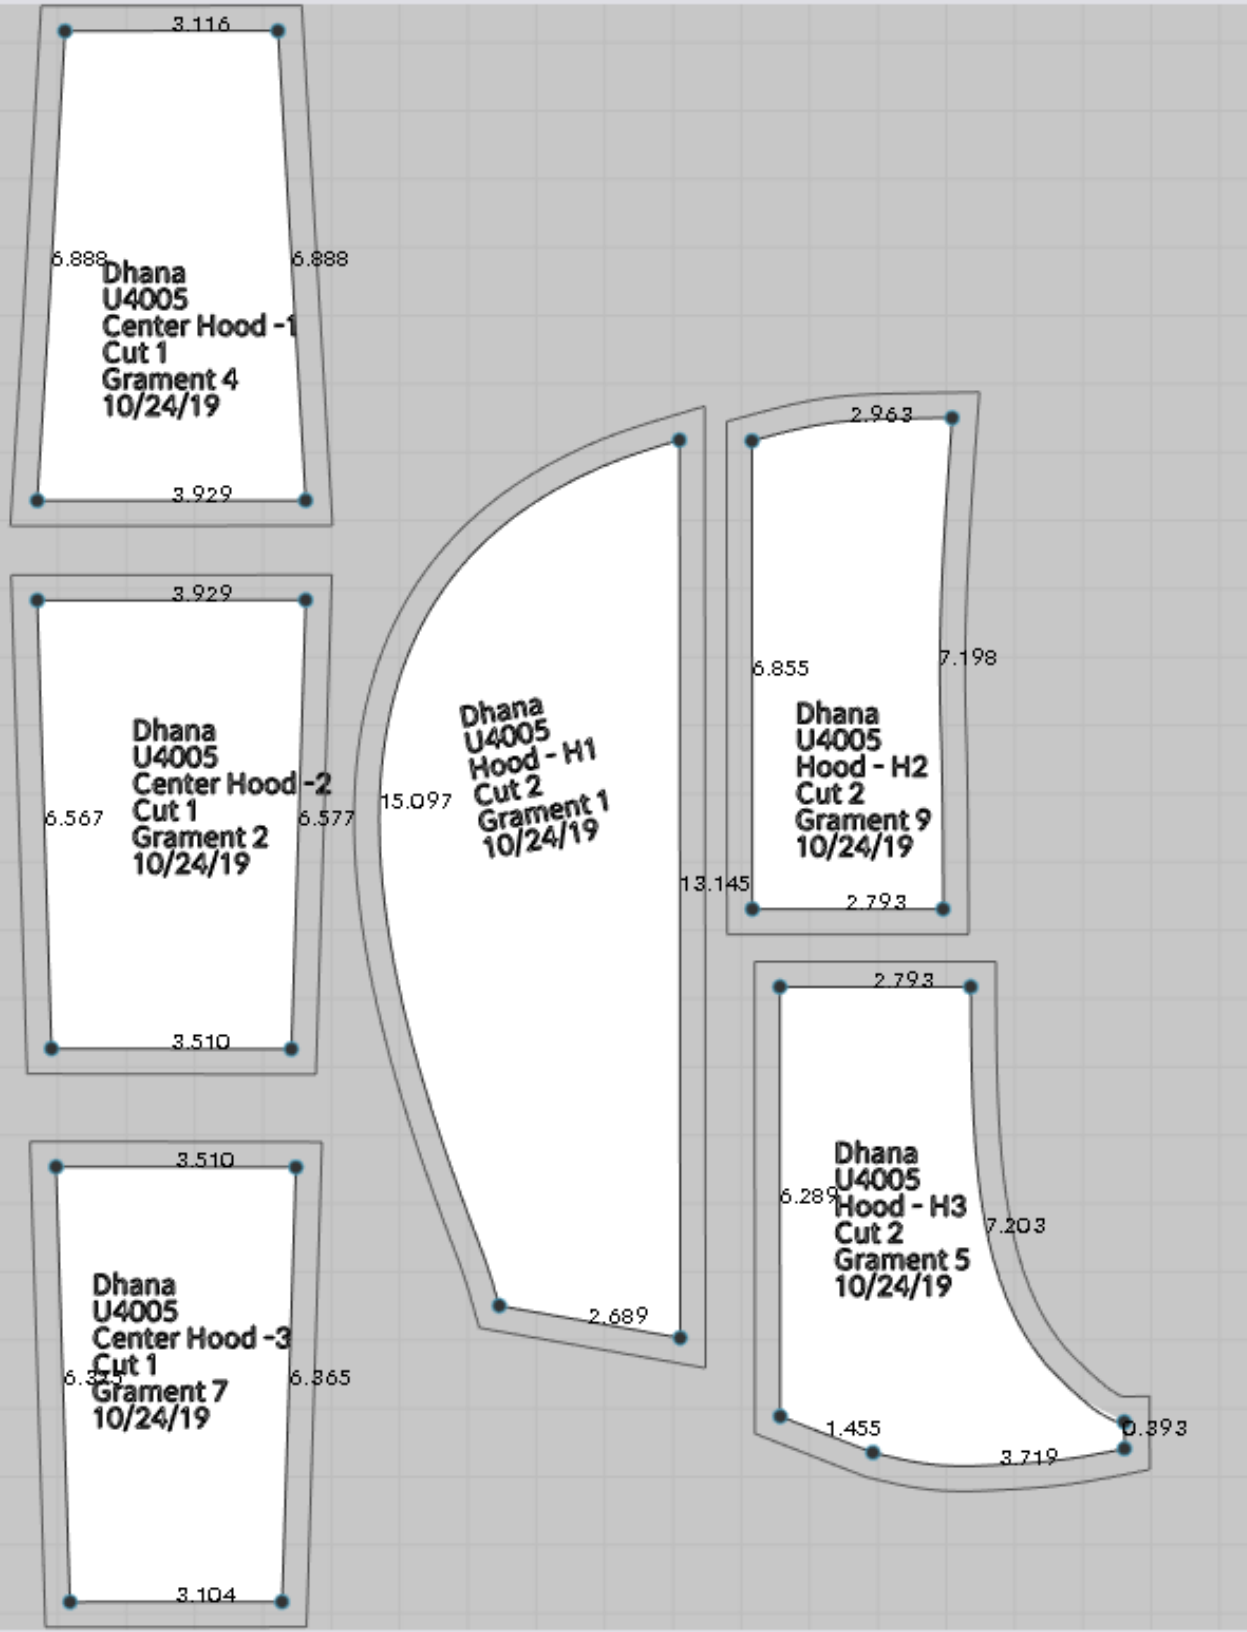 3.116
6.888
6.888
Dhana
U4005
Center Hood -1
Cut 1
Grament 4
10/24/19
3.929
3.929
Dhana
U4005
Center Hood -2
Cut 1
Grament 2
10/24/19
6.567
6.577
3.510
3.510
Dhana
U4005
Center Hood -3
Cut 1
Grament 7
10/24/19
6.365
3.104
Dhana
U4005
Hood - H1
Cut 2
Grament 1
10/24/19
15.097
13.145
2.689
2.963
6.855
7.198
Dhana
U4005
Hood - H2
Cut 2
Grament 9
10/24/19
2.793
2.793
6.289
Dhana
U4005
Hood - H3
Cut 2
Grament 5
10/24/19
7.203
1.455
0.393
3.719